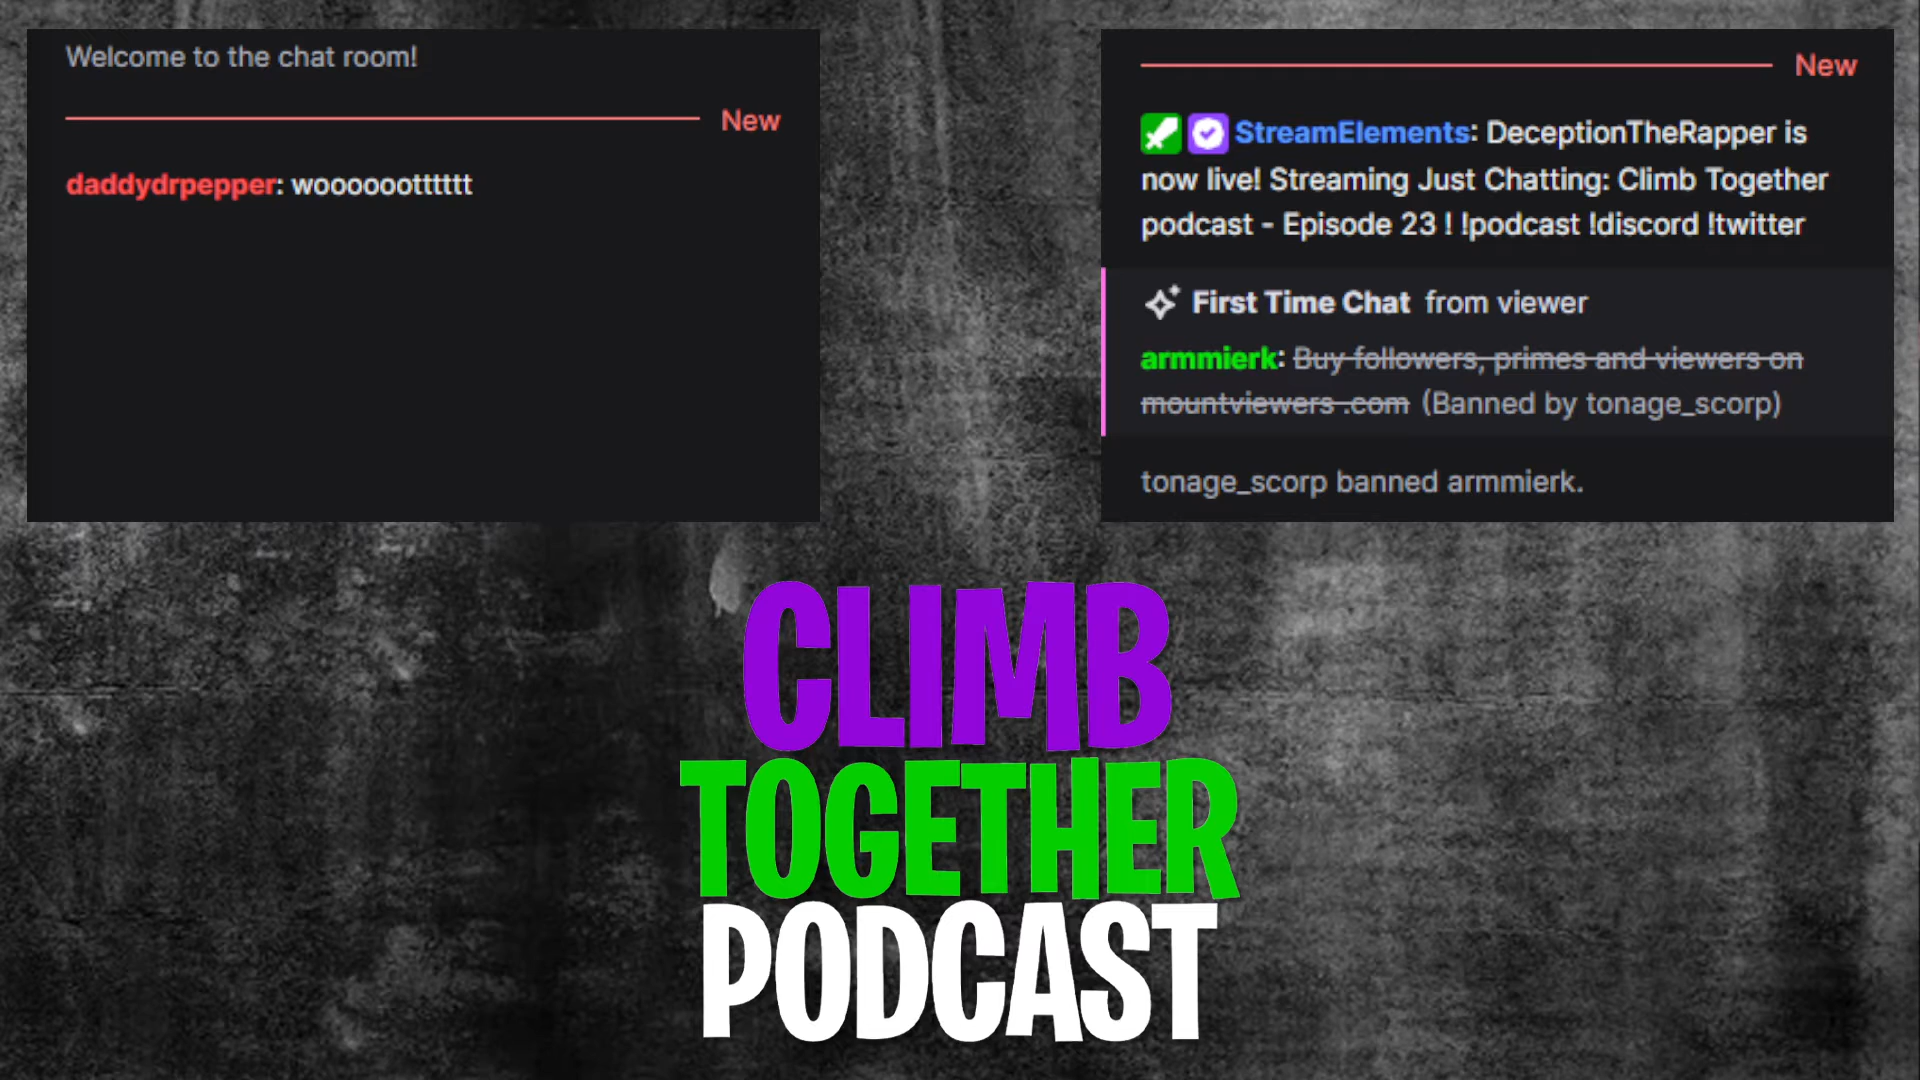 Welcome to the chat room!
New
daddydrpepper: woooooottttttt
New
StreamElements: DeceptionTheRapper is
now live! Streaming Just Chatting: Climb Together
podcast - Episode 23 ! !podcast !discord !twitter
First Time Chat from viewer
armmierk: Buy followers, primes and viewers on
mountviewers .com (Banned by tonage_scorp)
tonage_scorp banned armmierk.
CLIMB
TOGETHER
PODCAST